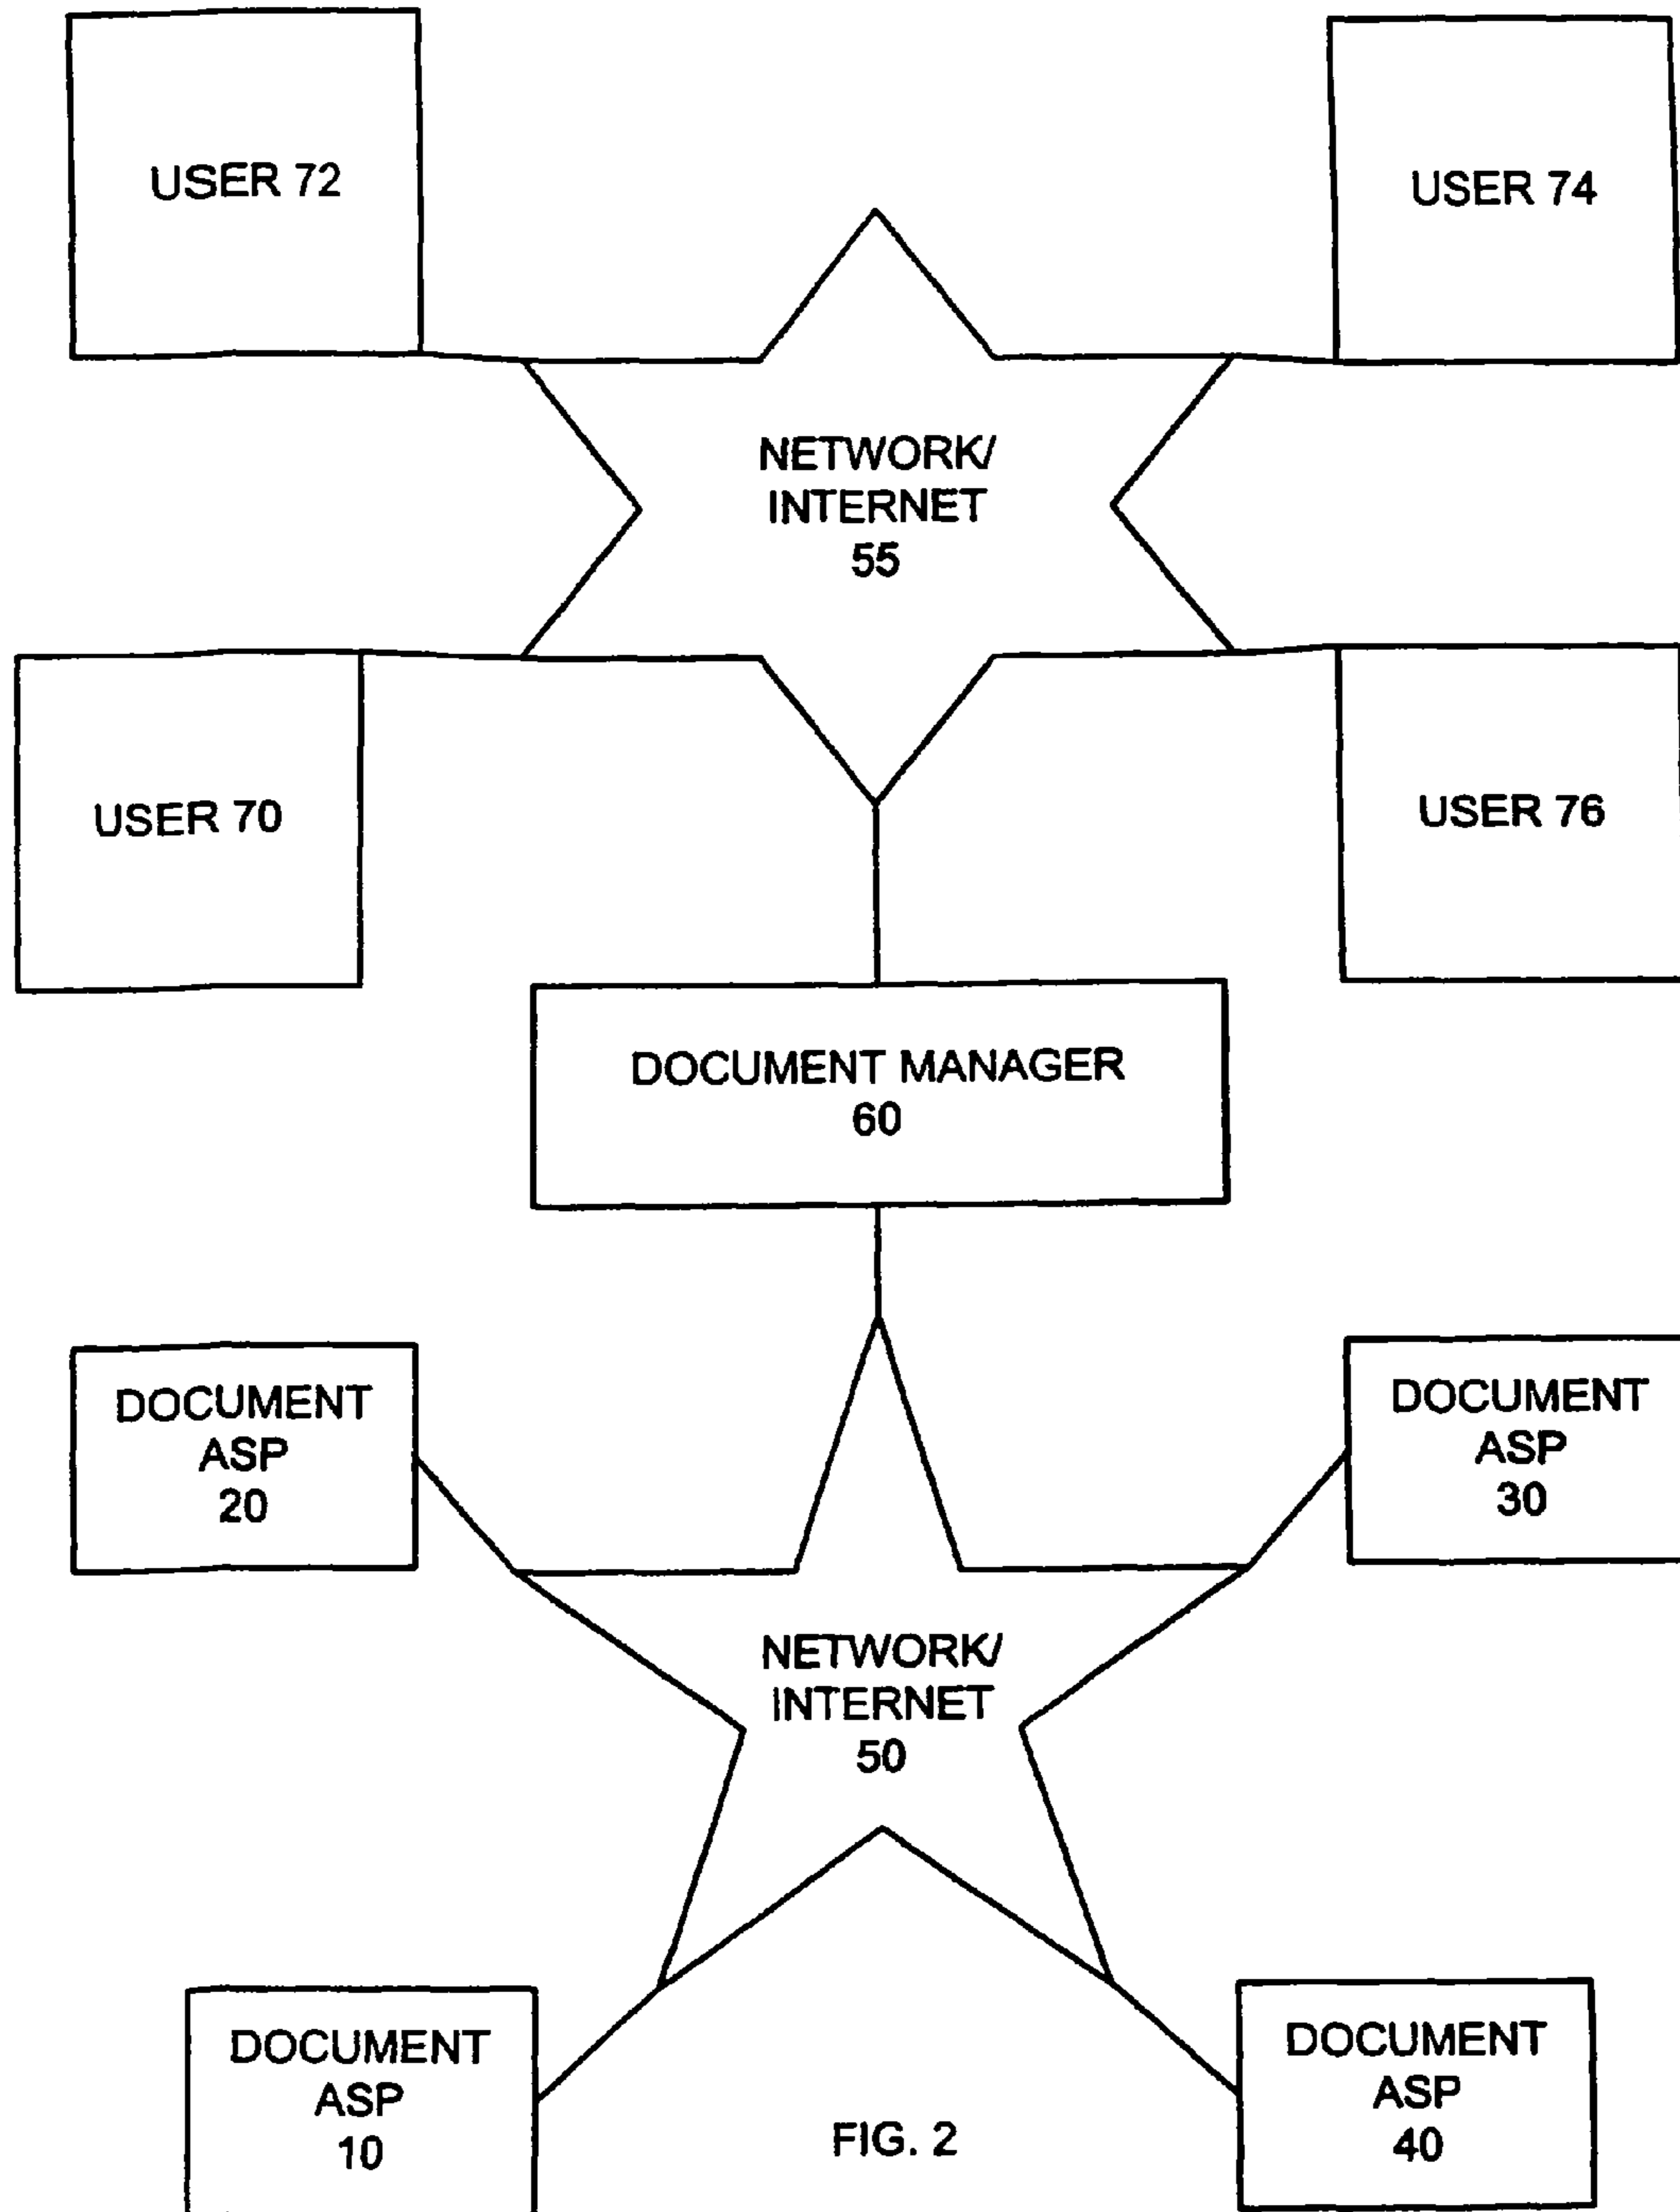 USER 72
USER 74
NETWORK/
INTERNET
55
USER 70
USER 76
DOCUMENT MANAGER
60
DOCUMENT
ASP
20
DOCUMENT
ASP
30
NETWORK/
INTERNET
50
DOCUMENT
ASP
10
DOCUMENT
ASP
40
FIG. 2